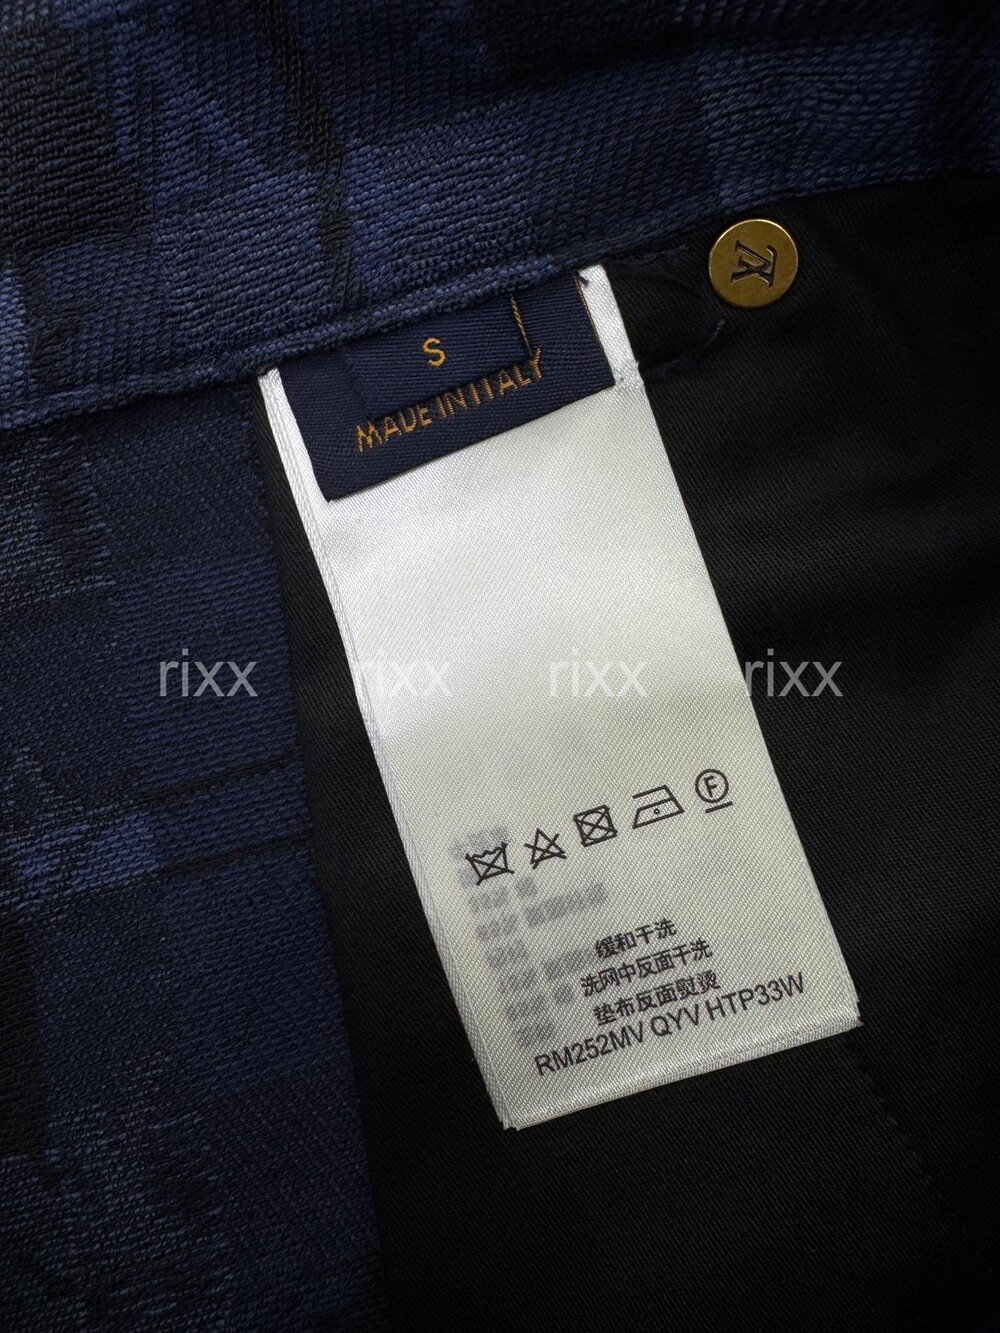 LV
S
MADE IN ITALY
rixx rixx rixx rixx
F
缓和干洗
洗网中反面干洗
垫布反面熨烫
RM252MV QYV HTP33W